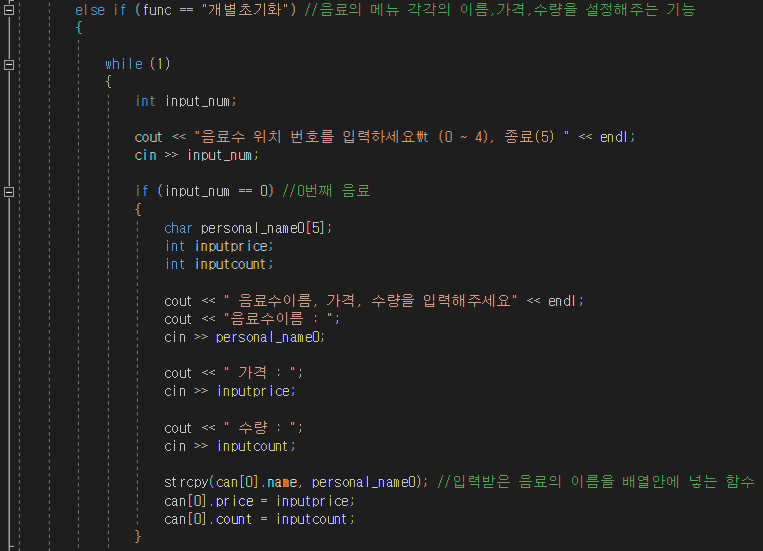 else if (func == "개별초기화") //음료의 메뉴 각각의 이름,가격,수량을 설정해주는 기능
{
while (1)
{
int input_num;
cout << "음료수 위치 번호를 입력하세요₩t (0 ~ 4), 종료(5) " << endl;
cin >> input_num;
if (input_num == 0) //0번째 음료
{
char personal_name0[5];
int inputprice;
int inputcount;
cout << " 음료수이름, 가격, 수량을 입력해주세요" << endl;
cout << "음료수이름 : ";
cin >> personal_name0;
cout << " 가격 : ";
cin >> inputprice;
cout << " 수량 : ";
cin >> inputcount;
strcpy(can[0].name, personal_name0); //입력받은 음료의 이름을 배열안에 넣는 함수
can[0].price = inputprice;
can[0].count = inputcount;
}